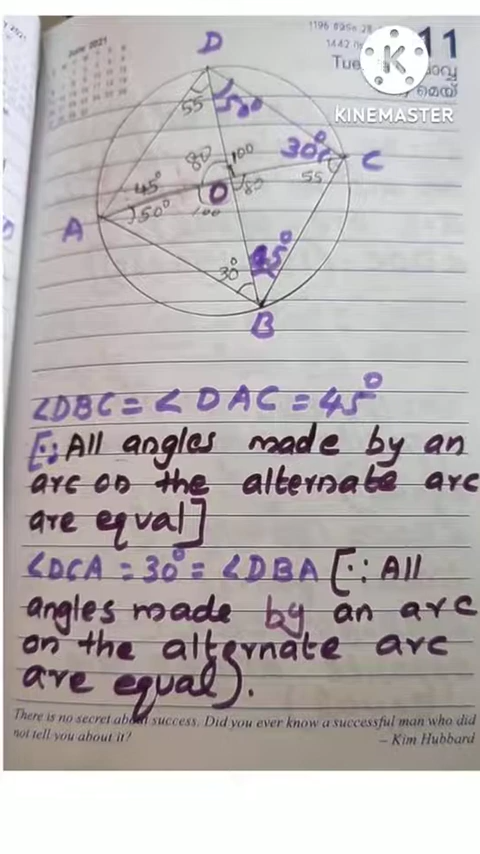 June 2021
11
Tue
മെയ്
KINEMASTER
D
55 50°
80 100
30° C
45° 55
50° O 80
A 100
45°
30°
B
∠DBC = ∠DAC = 45°
[∵ All angles made by an
arc on the alternate arc
are equal]
∠DCA = 30° = ∠DBA [∵ All
angles made by an arc
on the alternate arc
are equal).
There is no secret about success. Did you ever know a successful man who did
not tell you about it?
– Kim Hubbard